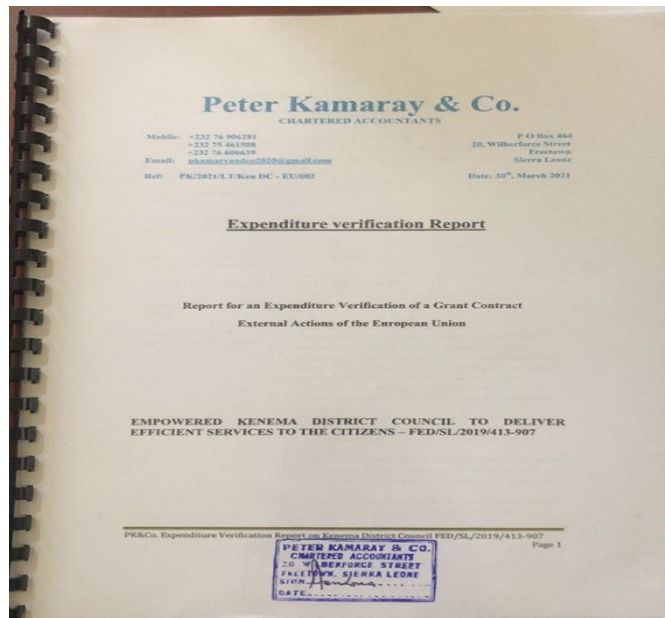 Peter Kamaray & Co.
CHARTERED ACCOUNTANTS
Mobile: +232 76 906281
+232 75 461508
+232 76 606639
Email: pkamaryandco2020@gmail.com
P O Box 464
20, Wilberforce Street
Freetown
Sierra Leone
Ref: PK/2021/LT/Ken DC - EU/002
Date: 30th, March 2021
Expenditure verification Report
Report for an Expenditure Verification of a Grant Contract
External Actions of the European Union
EMPOWERED KENEMA DISTRICT COUNCIL TO DELIVER
EFFICIENT SERVICES TO THE CITIZENS – FED/SL/2019/413-907
PK&Co. Expenditure Verification Report on Kenema District Council FED/SL/2019/413-907
Page 1
PETER KAMARAY & CO.
CHARTERED ACCOUNTANTS
20 WILBERFORCE STREET
FREETOWN, SIERRA LEONE
SIGN
DATE